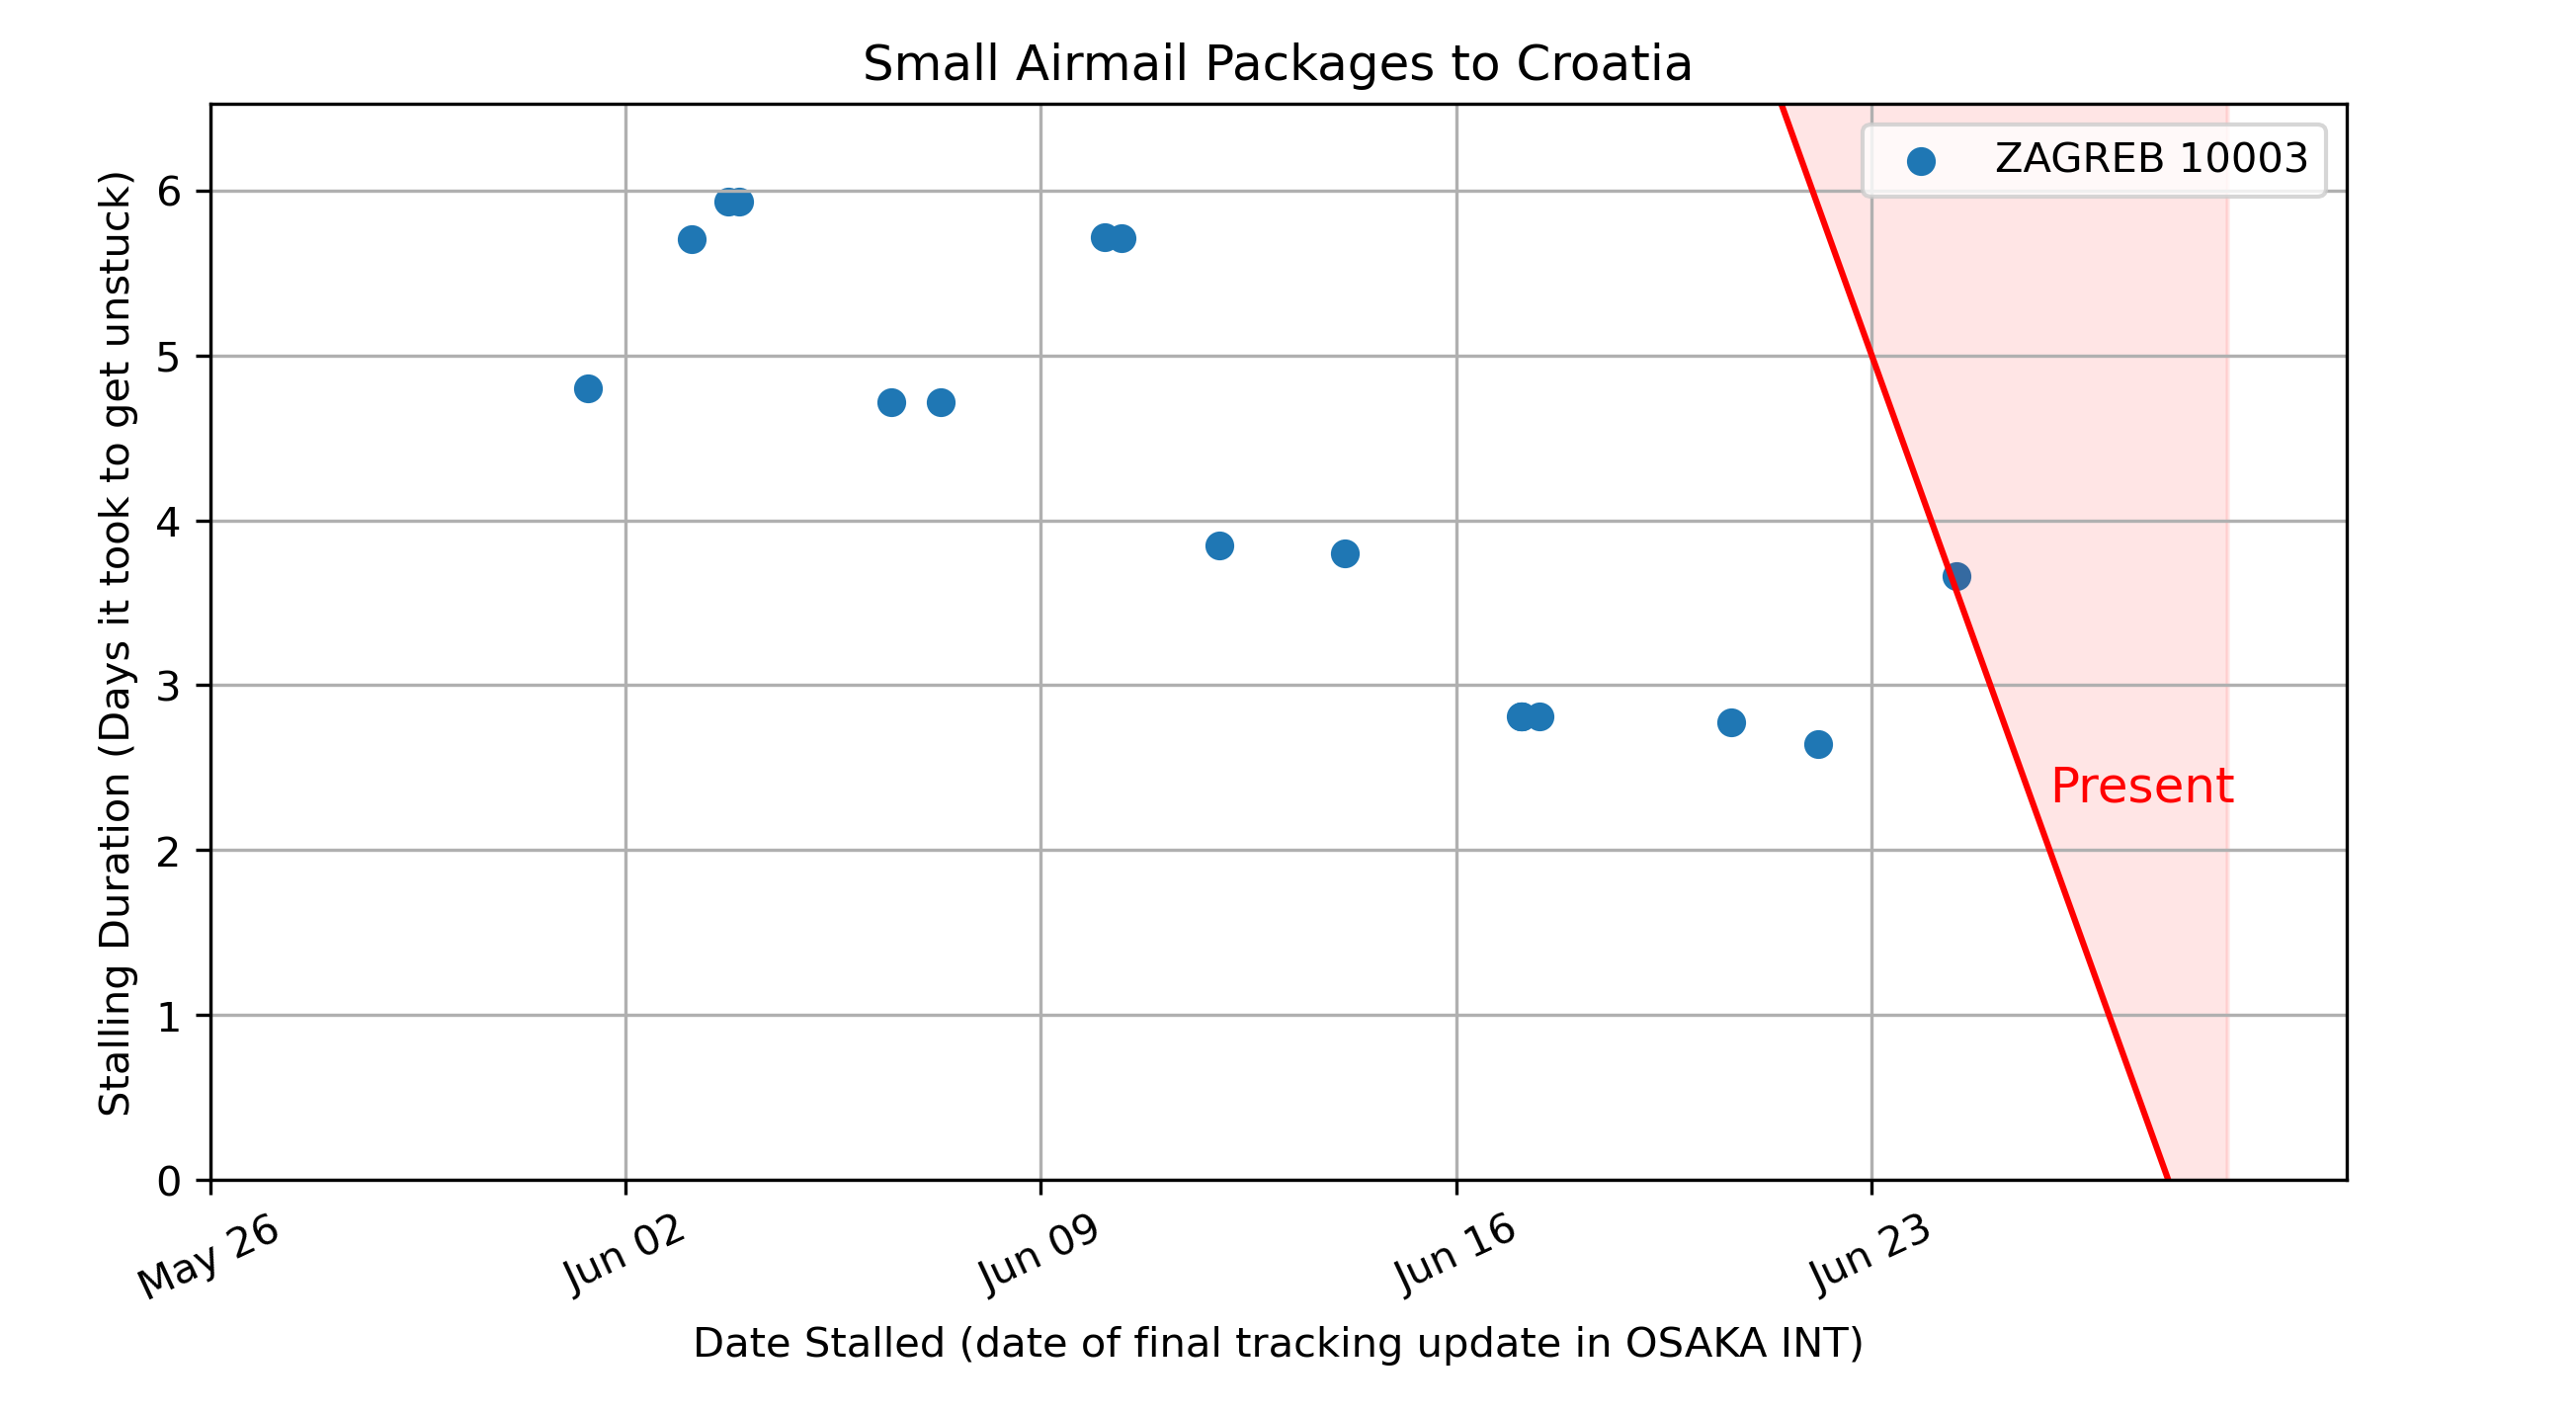 Small Airmail Packages to Croatia
ZAGREB 10003
Stalling Duration (Days it took to get unstuck)
6
5
4
3
2
1
0
Present
May 26
Jun 02
Jun 09
Jun 16
Jun 23
Date Stalled (date of final tracking update in OSAKA INT)